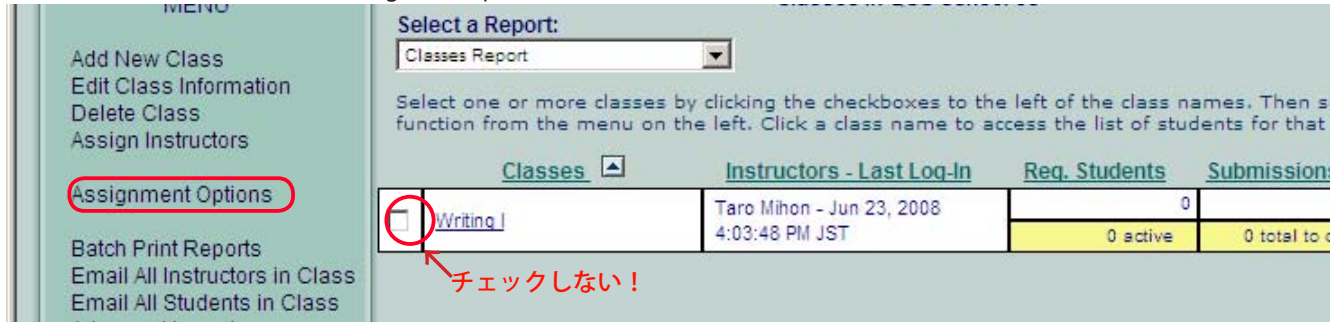 MENU
Add New Class
Edit Class Information
Delete Class
Assign Instructors
Assignment Options
Batch Print Reports
Email All Instructors in Class
Email All Students in Class
Select a Report:
Classes Report
Select one or more classes by clicking the checkboxes to the left of the class names. Then s
function from the menu on the left. Click a class name to access the list of students for that
Classes Instructors - Last Log-In Req. Students Submissions
Writing I Taro Mihon - Jun 23, 2008 0
4:03:48 PM JST 0 active 0 total to
チェックしない！